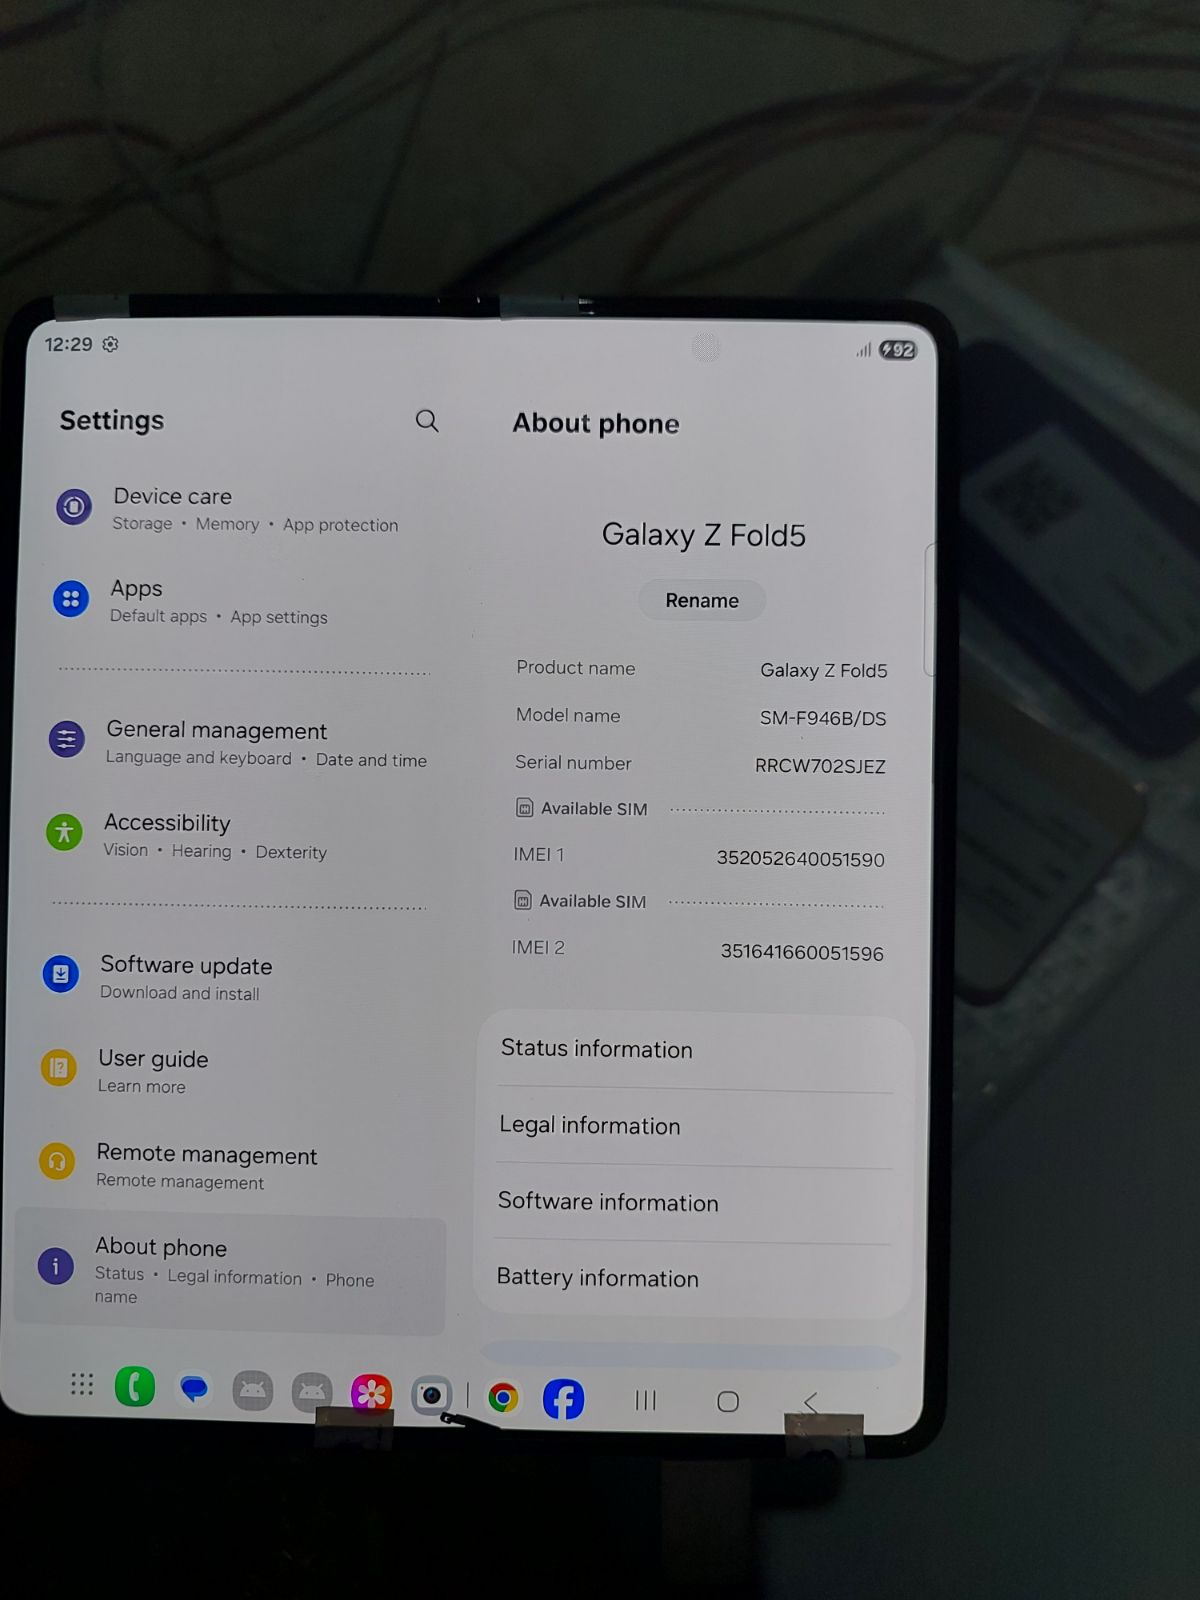 12:29
92
Settings
Device care
Storage • Memory • App protection
Apps
Default apps • App settings
General management
Language and keyboard • Date and time
Accessibility
Vision • Hearing • Dexterity
Software update
Download and install
User guide
Learn more
Remote management
Remote management
About phone
Status • Legal information • Phone
name
About phone
Galaxy Z Fold5
Rename
Product name Galaxy Z Fold5
Model name SM-F946B/DS
Serial number RRCW702SJEZ
Available SIM
IMEI 1 352052640051590
Available SIM
IMEI 2 351641660051596
Status information
Legal information
Software information
Battery information